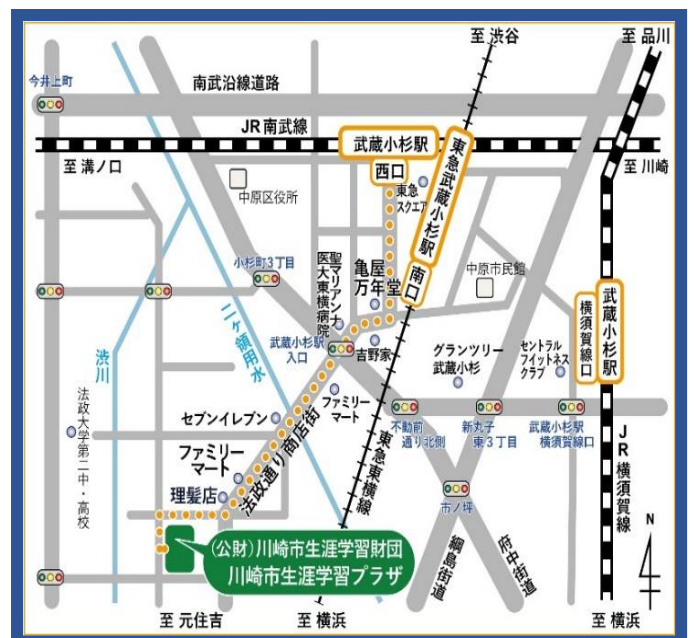 至 渋谷
至 品川
今井上町
南武沿線道路
JR南武線
武蔵小杉駅
西口
東急武蔵小杉駅
南口
至 溝ノ口
至 川崎
中原区役所
東急
スクエア
小杉町3丁目
聖マリアンナ
医大東横病院
亀屋
万年堂
中原市民館
横須賀線口
武蔵小杉駅
二ヶ領用水
渋川
武蔵小杉駅
入口
吉野家
グランツリー
武蔵小杉
セントラル
フィットネス
クラブ
ファミリー
マート
セブンイレブン
法政通り商店街
不動前
通り北側
新丸子
東3丁目
武蔵小杉駅
横須賀線口
法政大学第二中・高校
ファミリー
マート
理髪店
東急東横線
JR横須賀線
市ノ坪
綱島街道
府中街道
N
(公財)川崎市生涯学習財団
川崎市生涯学習プラザ
至 元住吉
至 横浜
至 横浜